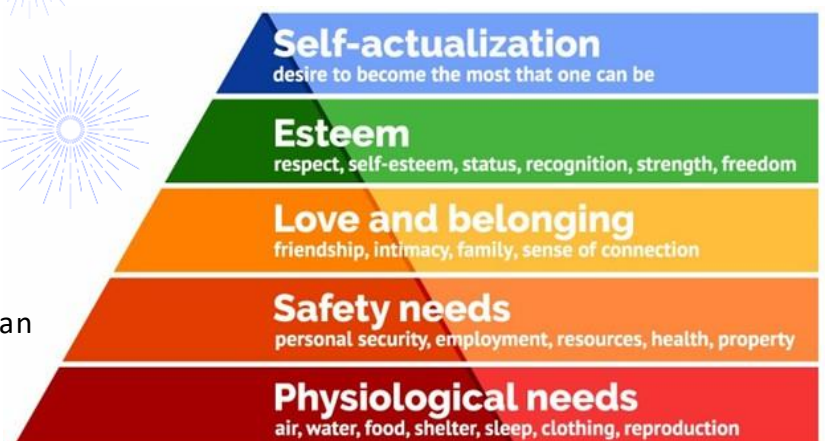 Self-actualization
desire to become the most that one can be
Esteem
respect, self-esteem, status, recognition, strength, freedom
Love and belonging
friendship, intimacy, family, sense of connection
an
Safety needs
personal security, employment, resources, health, property
Physiological needs
air, water, food, shelter, sleep, clothing, reproduction